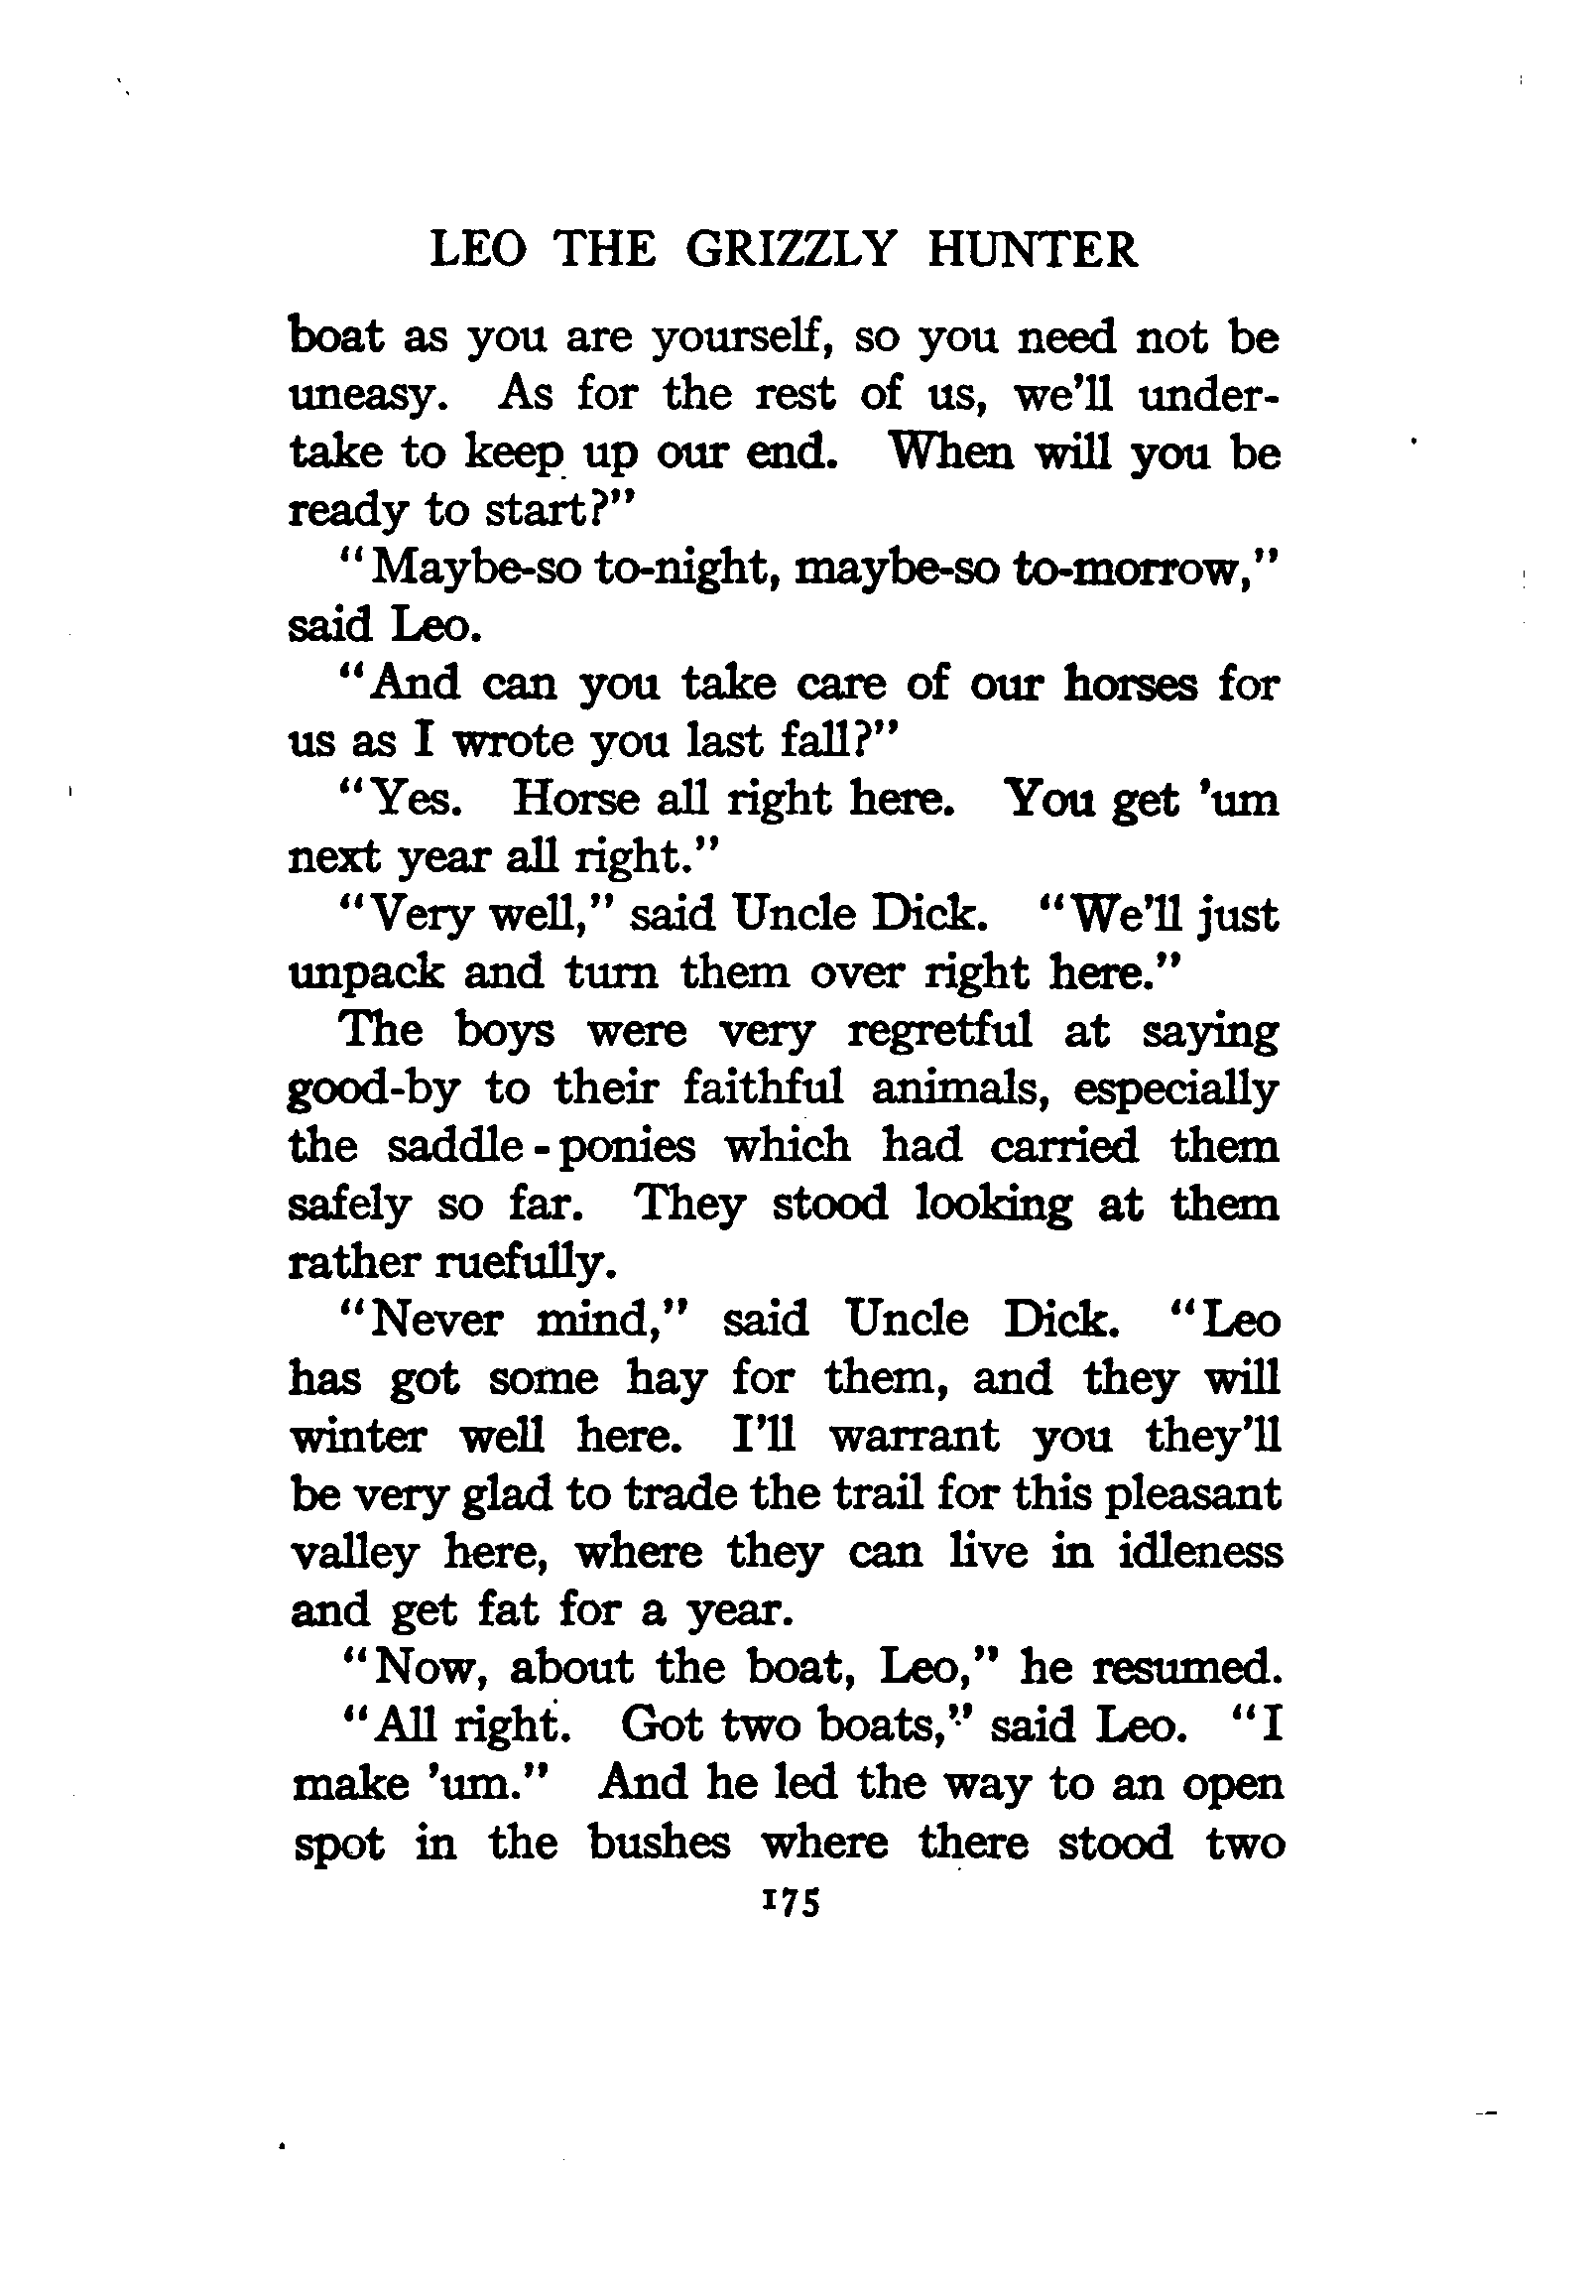 LEO THE GRIZZLY HUNTER
boat as you are yourself, so you need not be
uneasy. As for the rest of us, we'll under-
take to keep up our end. When will you be
ready to start?"
"Maybe-so to-night, maybe-so to-morrow,"
said Leo.
"And can you take care of our horses for
us as I wrote you last fall?"
"Yes. Horse all right here. You get 'um
next year all right."
"Very well," said Uncle Dick. "We'll just
unpack and turn them over right here."
The boys were very regretful at saying
good-by to their faithful animals, especially
the saddle-ponies which had carried them
safely so far. They stood looking at them
rather ruefully.
"Never mind," said Uncle Dick. "Leo
has got some hay for them, and they will
winter well here. I'll warrant you they'll
be very glad to trade the trail for this pleasant
valley here, where they can live in idleness
and get fat for a year.
"Now, about the boat, Leo," he resumed.
"All right. Got two boats," said Leo. "I
make 'um." And he led the way to an open
spot in the bushes where there stood two
175